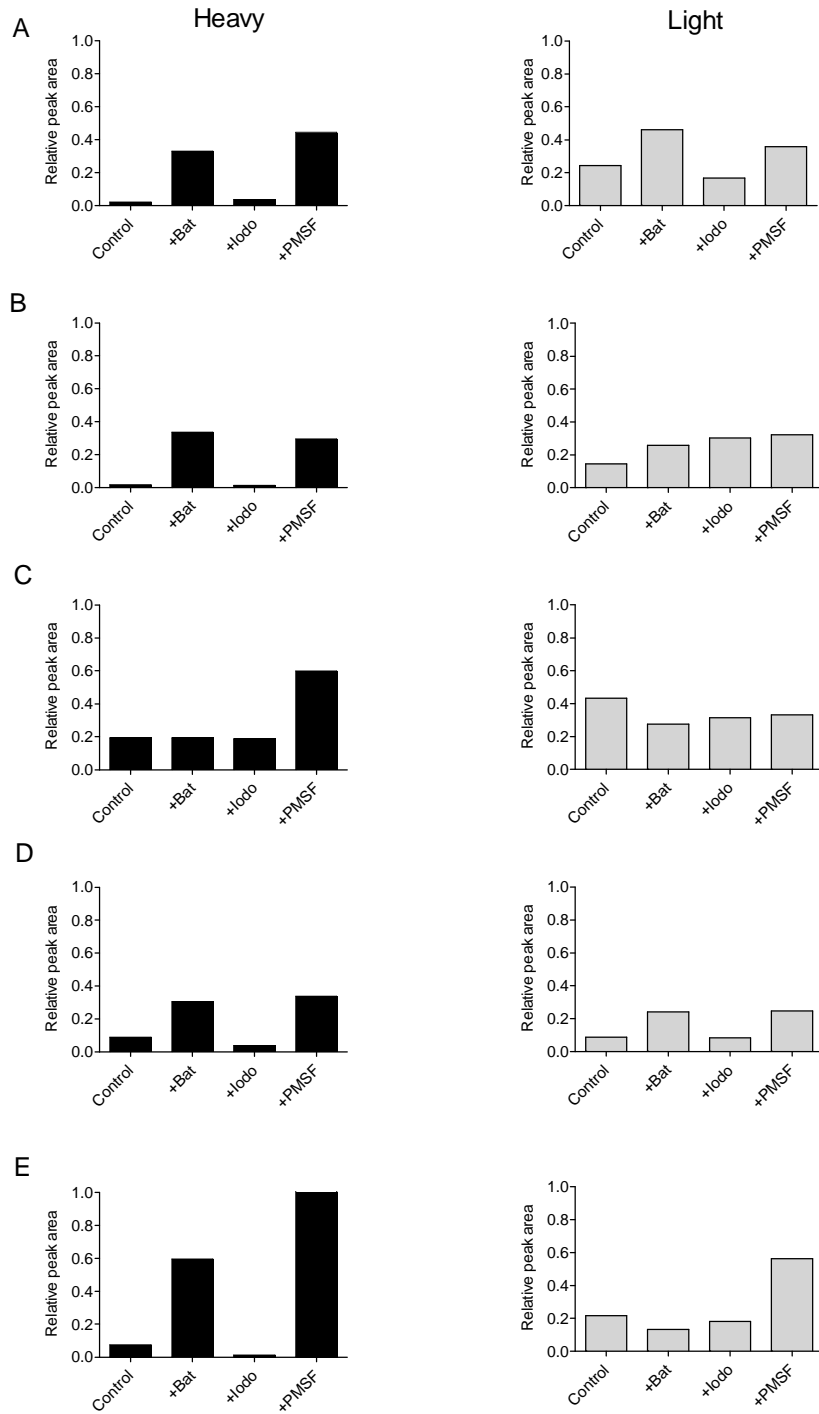 A
Heavy
Light
Relative peak area
1.0
0.8
0.6
0.4
0.2
0.0
Control
+Bat
+Iodo
+PMSF
Relative peak area
1.0
0.8
0.6
0.4
0.2
0.0
Control
+Bat
+Iodo
+PMSF
B
Relative peak area
1.0
0.8
0.6
0.4
0.2
0.0
Control
+Bat
+Iodo
+PMSF
Relative peak area
1.0
0.8
0.6
0.4
0.2
0.0
Control
+Bat
+Iodo
+PMSF
C
Relative peak area
1.0
0.8
0.6
0.4
0.2
0.0
Control
+Bat
+Iodo
+PMSF
Relative peak area
1.0
0.8
0.6
0.4
0.2
0.0
Control
+Bat
+Iodo
+PMSF
D
Relative peak area
1.0
0.8
0.6
0.4
0.2
0.0
Control
+Bat
+Iodo
+PMSF
Relative peak area
1.0
0.8
0.6
0.4
0.2
0.0
Control
+Bat
+Iodo
+PMSF
E
Relative peak area
1.0
0.8
0.6
0.4
0.2
0.0
Control
+Bat
+Iodo
+PMSF
Relative peak area
1.0
0.8
0.6
0.4
0.2
0.0
Control
+Bat
+Iodo
+PMSF